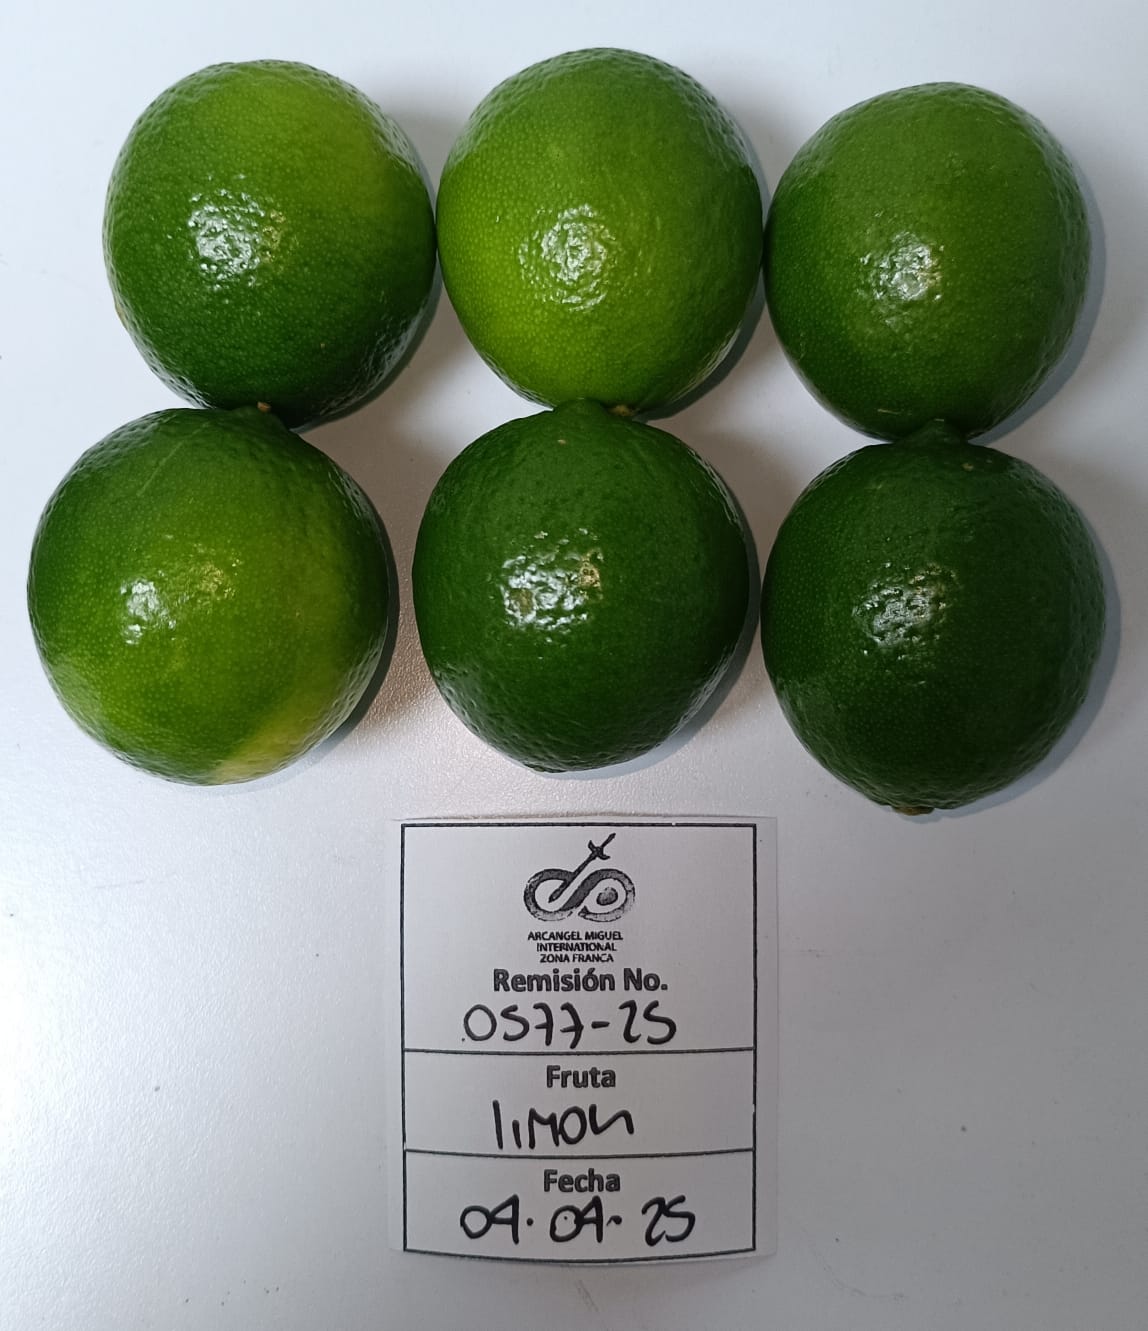 ARCANGEL MIGUEL
INTERNATIONAL
ZONA FRANCA
Remisión No.
0577-25
Fruta
limon
Fecha
04.04.25